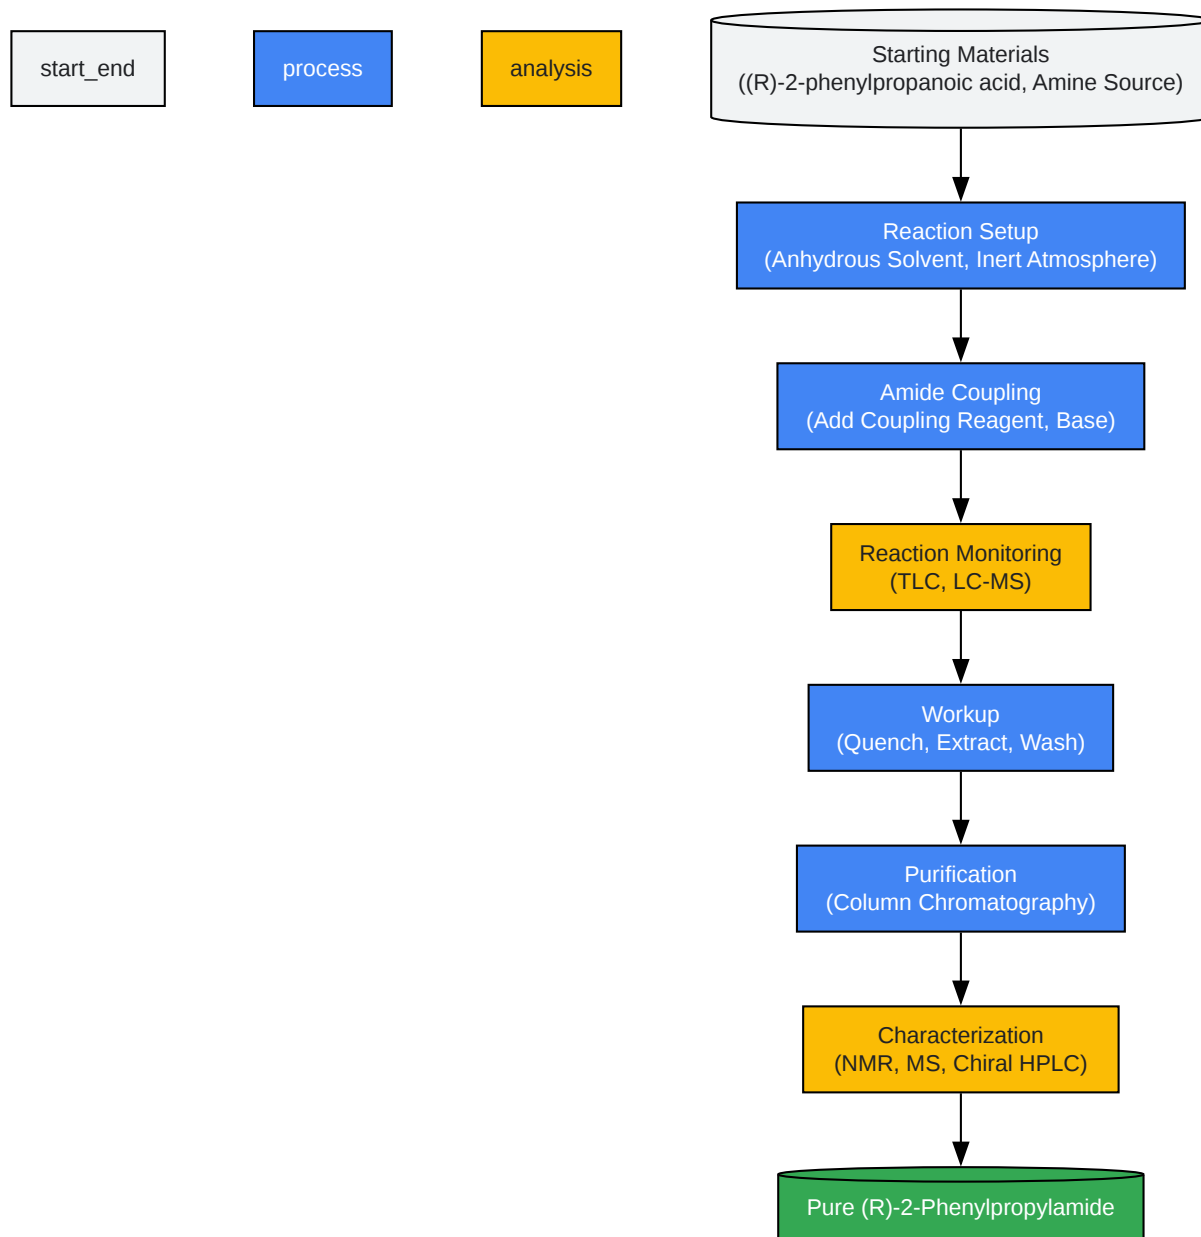 start_end
process
analysis
Starting Materials
((R)-2-phenylpropanoic acid, Amine Source)
Reaction Setup
(Anhydrous Solvent, Inert Atmosphere)
Amide Coupling
(Add Coupling Reagent, Base)
Reaction Monitoring
(TLC, LC-MS)
Workup
(Quench, Extract, Wash)
Purification
(Column Chromatography)
Characterization
(NMR, MS, Chiral HPLC)
Pure (R)-2-Phenylpropylamide